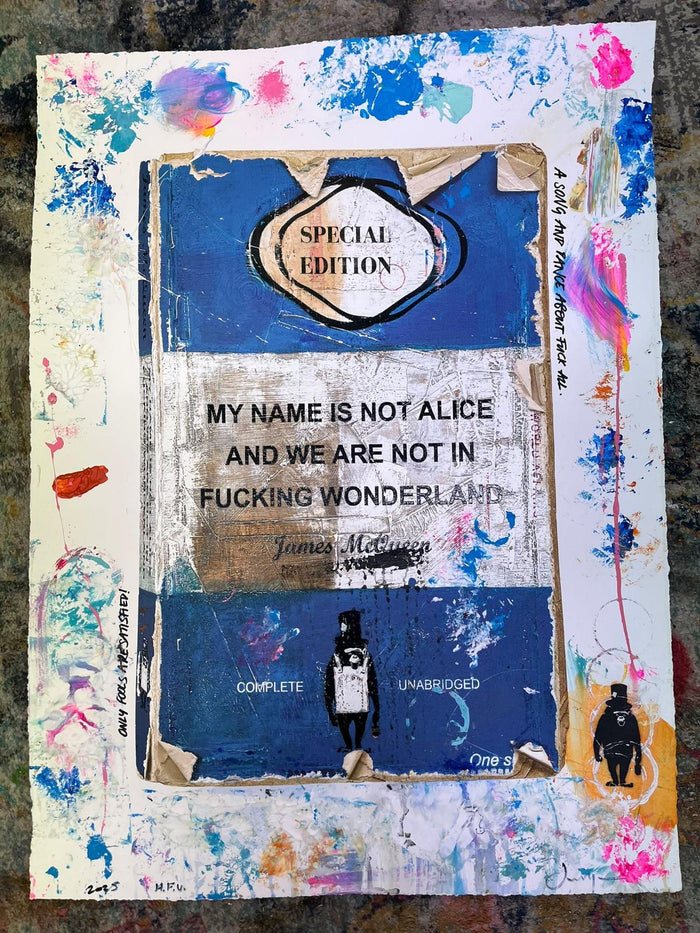 SPECIAL
EDITION
A SONG AND DANCE ABOUT FUCK ALL.
MY NAME IS NOT ALICE
AND WE ARE NOT IN
FUCKING WONDERLAND
James McQueen
ONLY FOOLS ARE SATISFIED!
COMPLETE
UNABRIDGED
One s
2025
H.F.U.